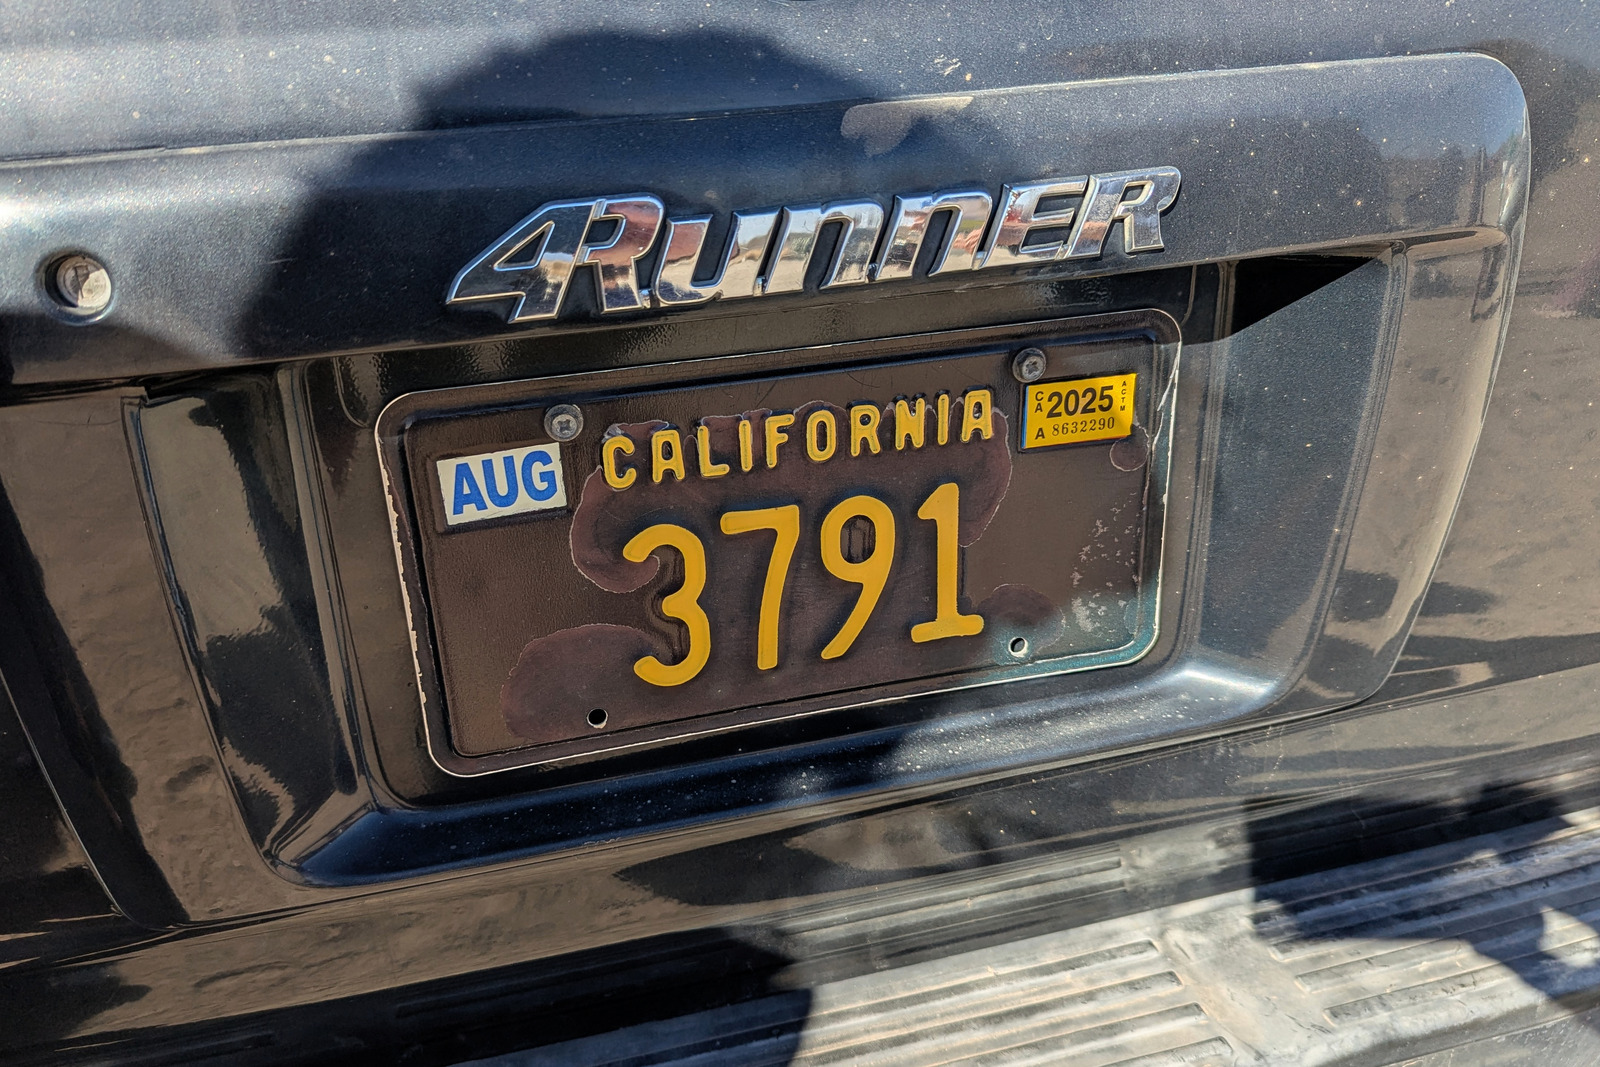 4Runner
CALIFORNIA
AUG
CA 2025 ACTM
A 8632290
3791